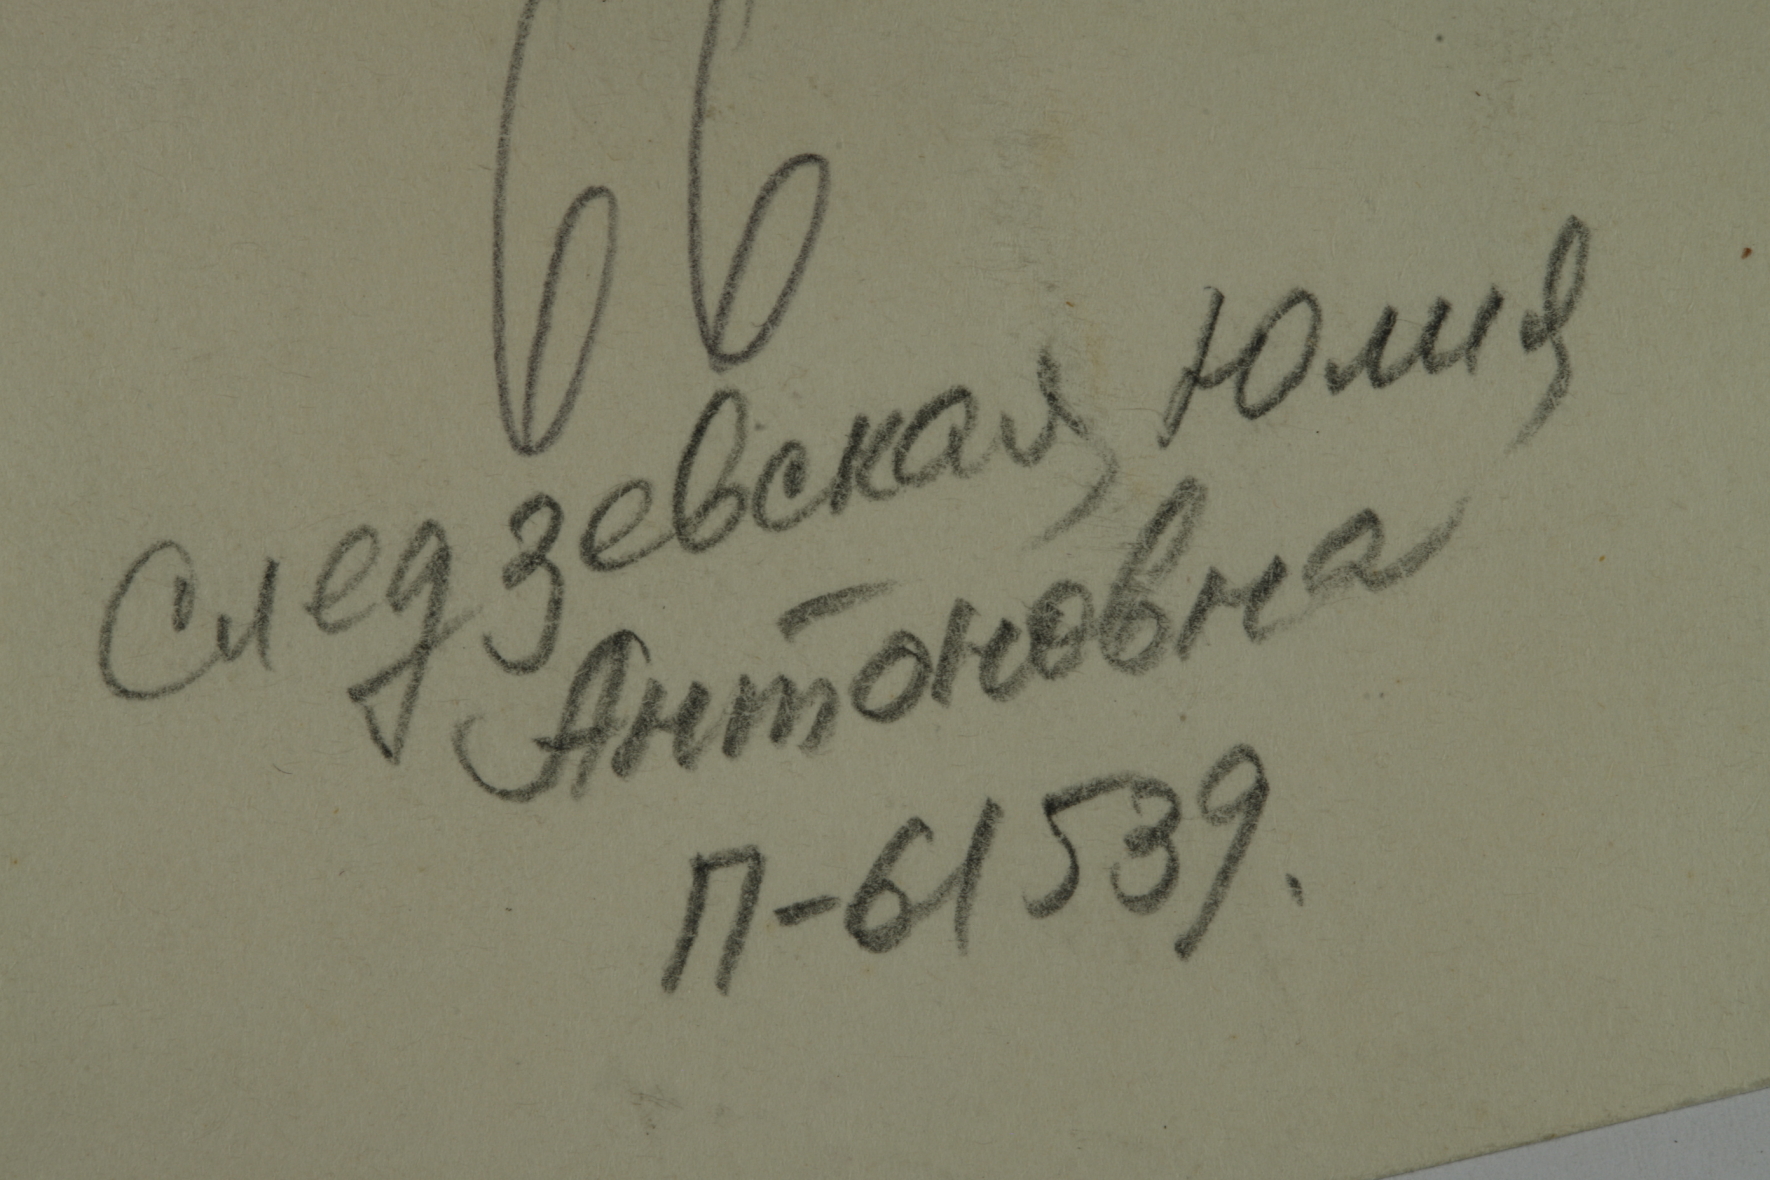 66
Следзевская Юлия
Антоновна
П-61539.